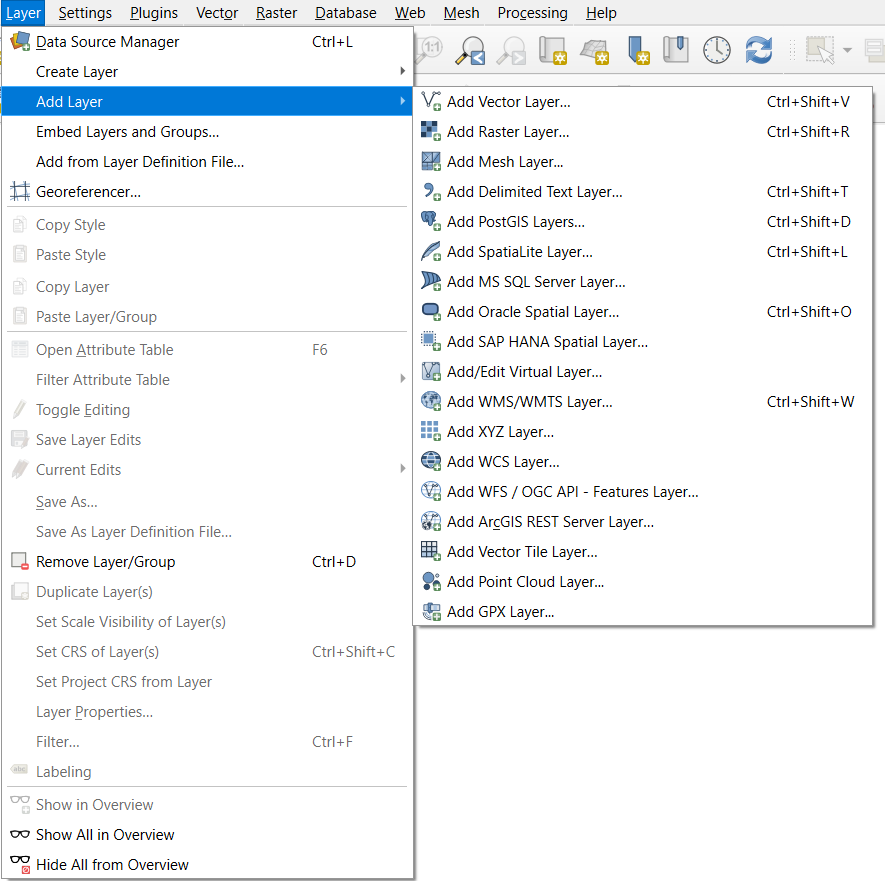 Layer Settings Plugins Vector Raster Database Web Mesh Processing Help
1:1
Data Source Manager Ctrl+L
Create Layer
Add Layer
Embed Layers and Groups...
Add from Layer Definition File...
Georeferencer...
Copy Style
Paste Style
Copy Layer
Paste Layer/Group
Open Attribute Table F6
Filter Attribute Table
Toggle Editing
Save Layer Edits
Current Edits
Save As...
Save As Layer Definition File...
Remove Layer/Group Ctrl+D
Duplicate Layer(s)
Set Scale Visibility of Layer(s)
Set CRS of Layer(s) Ctrl+Shift+C
Set Project CRS from Layer
Layer Properties...
Filter... Ctrl+F
abc Labeling
Show in Overview
Show All in Overview
Hide All from Overview
Add Vector Layer... Ctrl+Shift+V
Add Raster Layer... Ctrl+Shift+R
Add Mesh Layer...
Add Delimited Text Layer... Ctrl+Shift+T
Add PostGIS Layers... Ctrl+Shift+D
Add SpatiaLite Layer... Ctrl+Shift+L
Add MS SQL Server Layer...
Add Oracle Spatial Layer... Ctrl+Shift+O
Add SAP HANA Spatial Layer...
Add/Edit Virtual Layer...
Add WMS/WMTS Layer... Ctrl+Shift+W
Add XYZ Layer...
Add WCS Layer...
Add WFS / OGC API - Features Layer...
Add ArcGIS REST Server Layer...
Add Vector Tile Layer...
Add Point Cloud Layer...
Add GPX Layer...